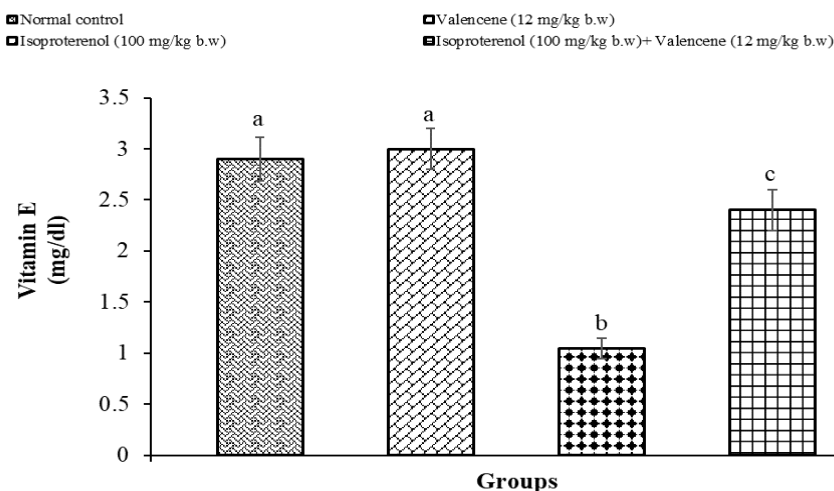 Normal control
Valencene (12 mg/kg b.w)
Isoproterenol (100 mg/kg b.w)
Isoproterenol (100 mg/kg b.w)+ Valencene (12 mg/kg b.w)
3.5
3
2.5
2
1.5
1
0.5
0
Vitamin E
(mg/dl)
a
a
b
c
Groups